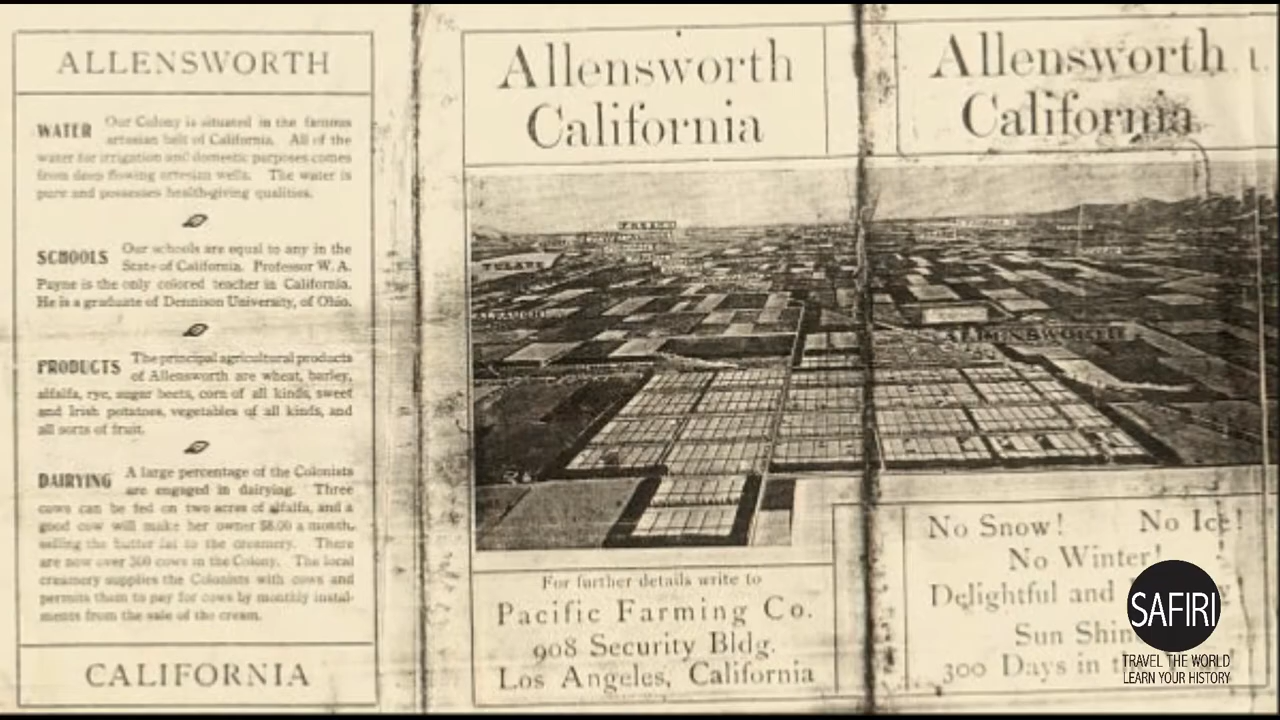 ALLENSWORTH
WATER Our Colony is situated in the famous
artesian belt of California. All of the
water for irrigation and domestic purposes comes
from deep flowing artesian wells. The water is
pure and possesses health-giving qualities.
SCHOOLS Our schools are equal to any in the
State of California. Professor W. A.
Payne is the only colored teacher in California.
He is a graduate of Dennison University, of Ohio.
PRODUCTS The principal agricultural products
of Allensworth are wheat, barley,
alfalfa, rye, sugar beets, corn of all kinds, sweet
and Irish potatoes, vegetables of all kinds, and
all sorts of fruit.
DAIRYING A large percentage of the Colonists
are engaged in dairying. Three
cows can be fed on two acres of alfalfa, and a
good cow will make her owner $8.00 a month,
selling the butter fat to the creamery. There
are now over 300 cows in the Colony. The local
creamery supplies the Colonists with cows and
permits them to pay for cows by monthly instal-
ments from the sale of the cream.
CALIFORNIA
Allensworth
California
TULARE
ALPAUGH
For further details write to
Pacific Farming Co.
908 Security Bldg.
Los Angeles, California
Allensworth
California
ALLENSWORTH
No Snow! No Ice!
No Winter!
Delightful and
Sun Shin
300 Days in
SAFIRI
TRAVEL THE WORLD
LEARN YOUR HISTORY